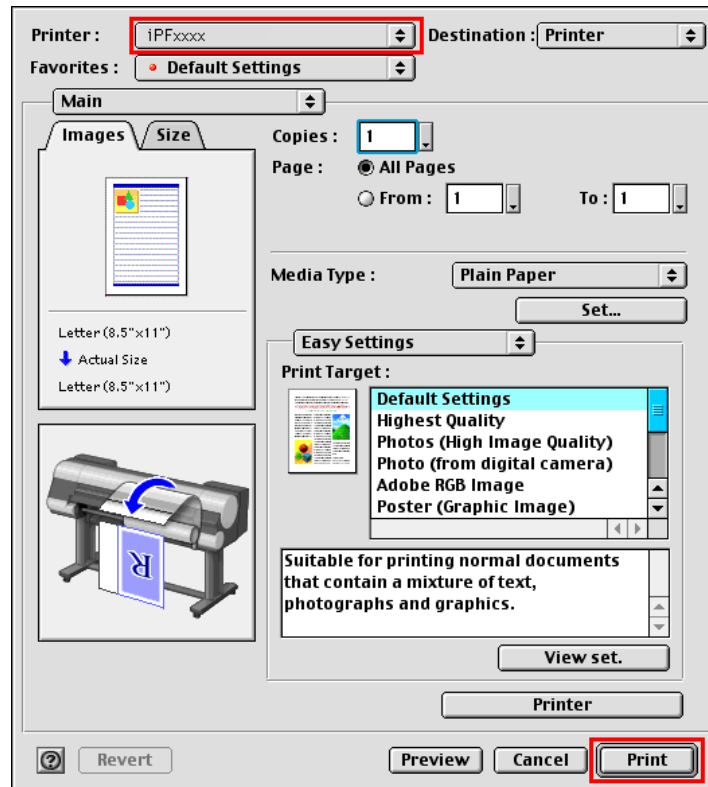 Printer : iPFxxxx Destination : Printer
Favorites : Default Settings
Main
Images Size
Copies : 1
Page : All Pages
From : 1 To : 1
Media Type : Plain Paper
Set...
Letter (8.5"x11")
Actual Size
Letter (8.5"x11")
Easy Settings
Print Target :
Default Settings
Highest Quality
Photos (High Image Quality)
Photo (from digital camera)
Adobe RGB Image
Poster (Graphic Image)
R
Suitable for printing normal documents
that contain a mixture of text,
photographs and graphics.
View set.
Printer
? Revert Preview Cancel Print